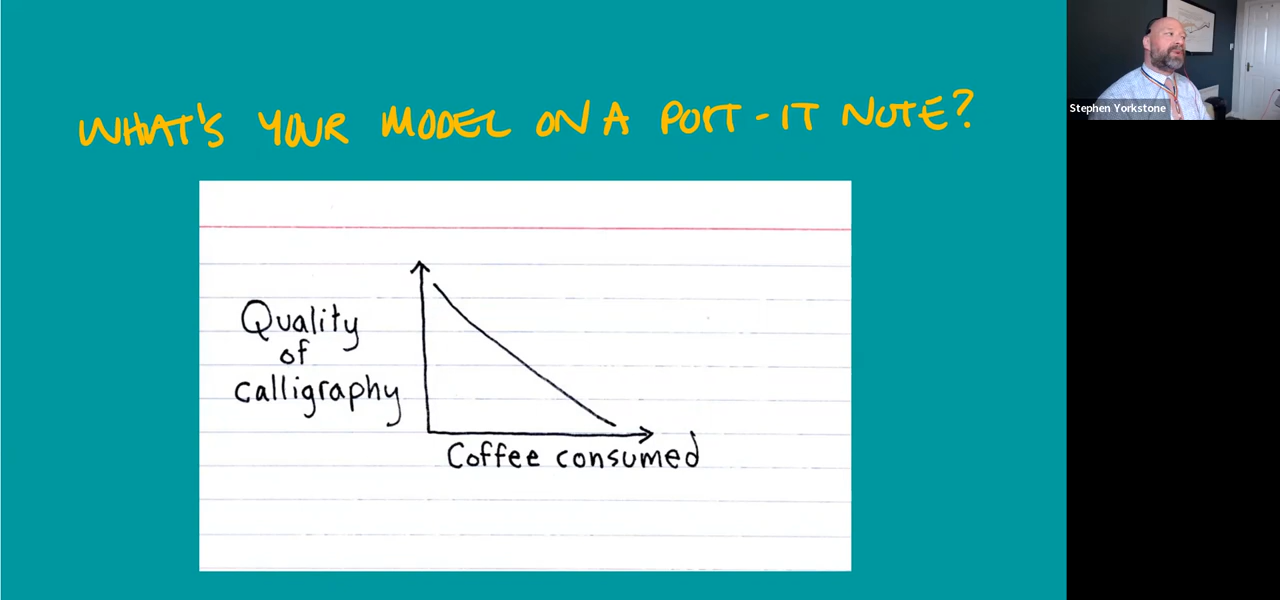 WHAT'S YOUR MODEL ON A POST-IT NOTE?
Quality
of
calligraphy
Coffee consumed
Stephen Yorkstone